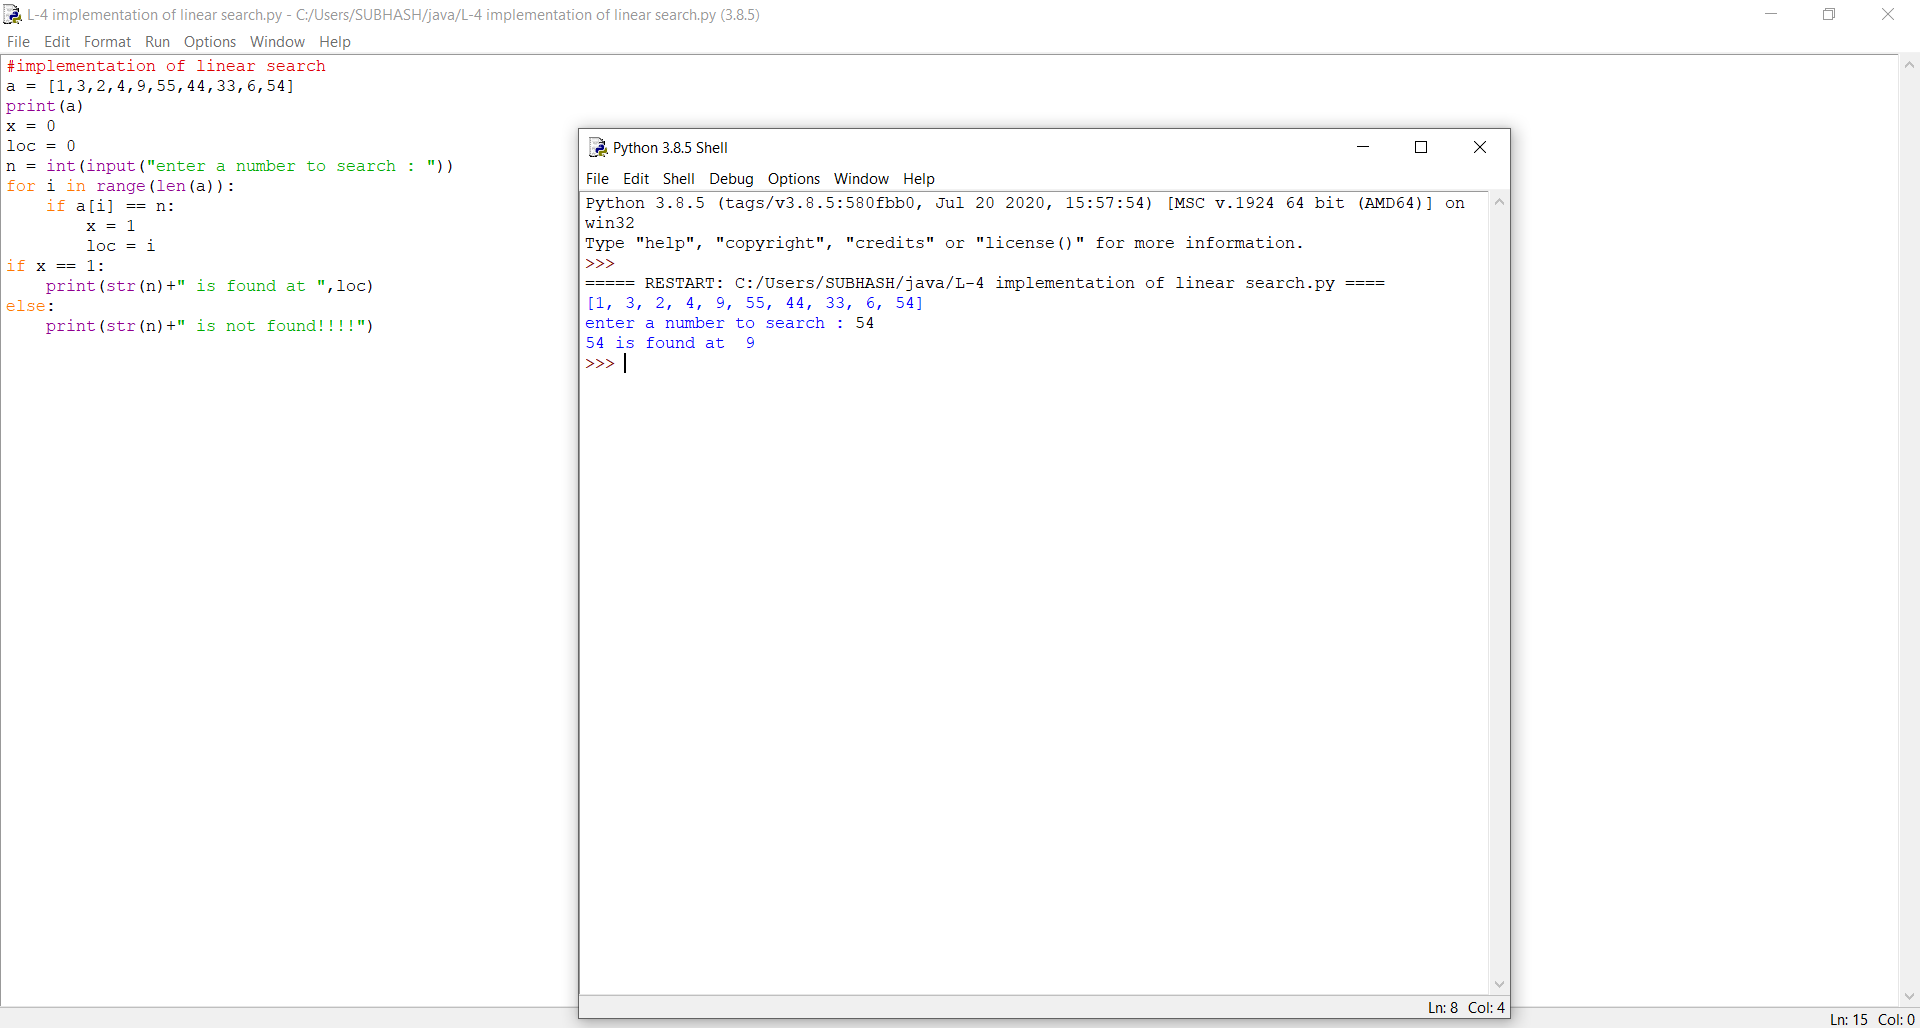 L-4 implementation of linear search.py - C:/Users/SUBHASH/java/L-4 implementation of linear search.py (3.8.5)
File Edit Format Run Options Window Help
#implementation of linear search
a = [1,3,2,4,9,55,44,33,6,54]
print(a)
x = 0
loc = 0
n = int(input("enter a number to search : "))
for i in range(len(a)):
    if a[i] == n:
        x = 1
        loc = i
if x == 1:
    print(str(n)+" is found at ",loc)
else:
    print(str(n)+" is not found!!!!")
Python 3.8.5 Shell
File Edit Shell Debug Options Window Help
Python 3.8.5 (tags/v3.8.5:580fbb0, Jul 20 2020, 15:57:54) [MSC v.1924 64 bit (AMD64)] on
win32
Type "help", "copyright", "credits" or "license()" for more information.
>>>
===== RESTART: C:/Users/SUBHASH/java/L-4 implementation of linear search.py ====
[1, 3, 2, 4, 9, 55, 44, 33, 6, 54]
enter a number to search : 54
54 is found at  9
>>>
Ln: 8 Col: 4
Ln: 15 Col: 0